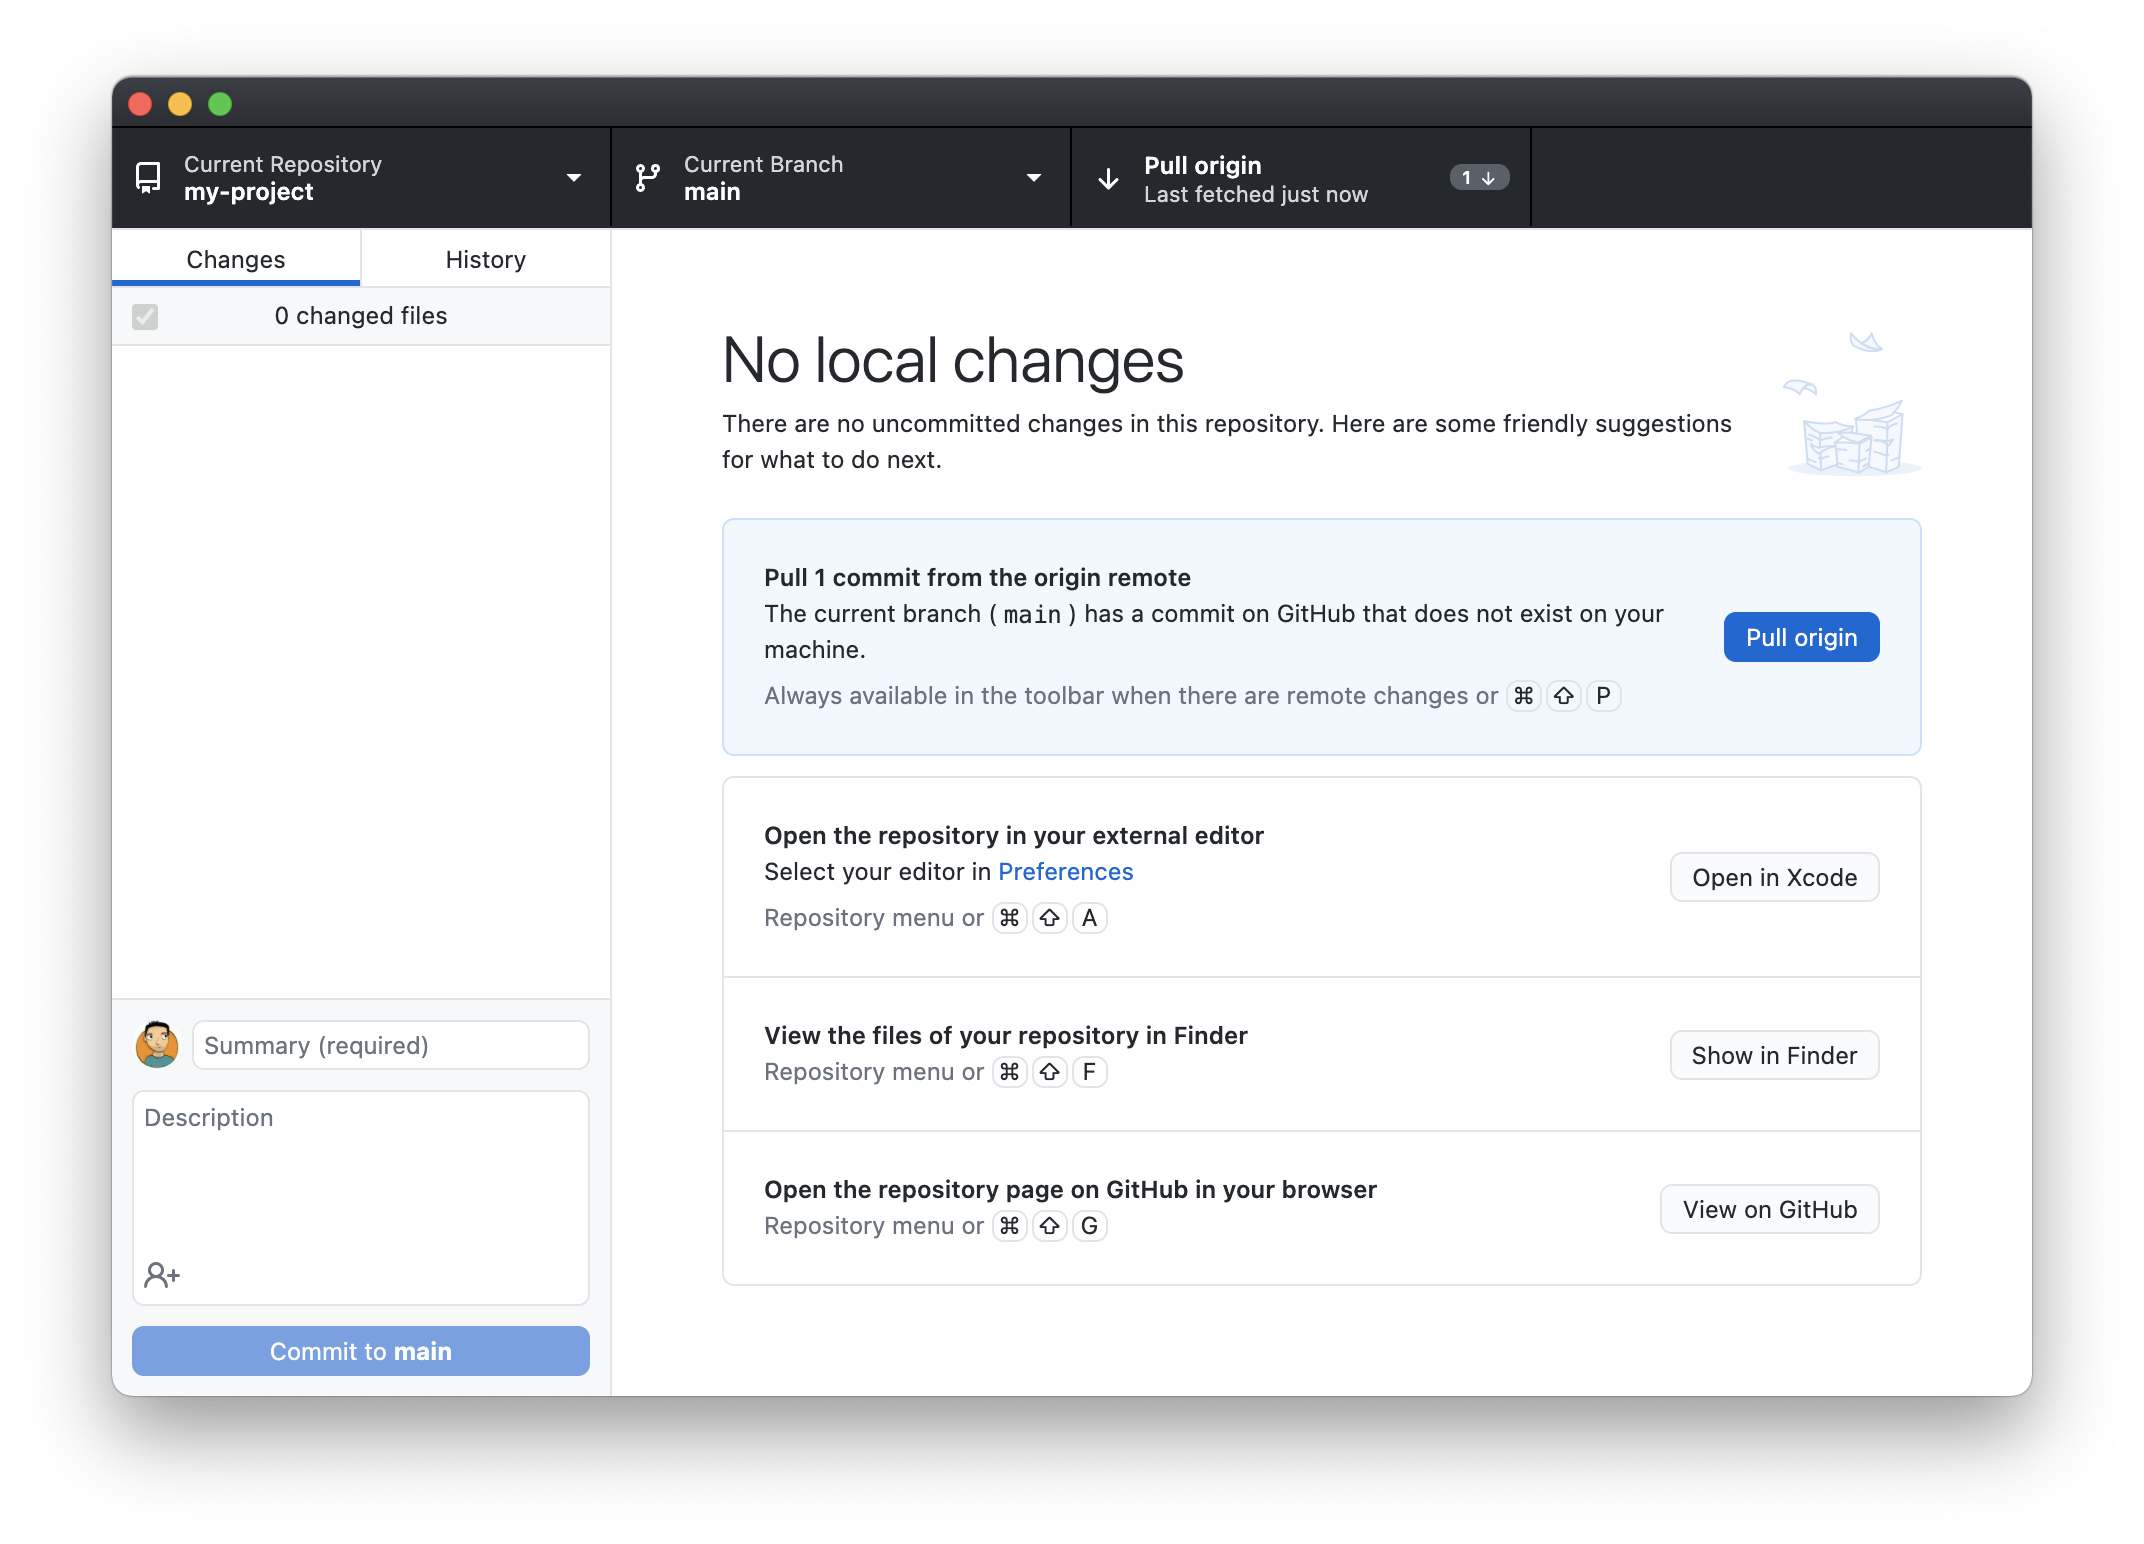 Current Repository
my-project
Current Branch
main
Pull origin
Last fetched just now
1 ↓
Changes
History
0 changed files
No local changes
There are no uncommitted changes in this repository. Here are some friendly suggestions
for what to do next.
Pull 1 commit from the origin remote
The current branch ( main ) has a commit on GitHub that does not exist on your
machine.
Always available in the toolbar when there are remote changes or ⌘ ⇧ P
Pull origin
Open the repository in your external editor
Select your editor in Preferences
Repository menu or ⌘ ⇧ A
Open in Xcode
View the files of your repository in Finder
Repository menu or ⌘ ⇧ F
Show in Finder
Open the repository page on GitHub in your browser
Repository menu or ⌘ ⇧ G
View on GitHub
Summary (required)
Description
Commit to main